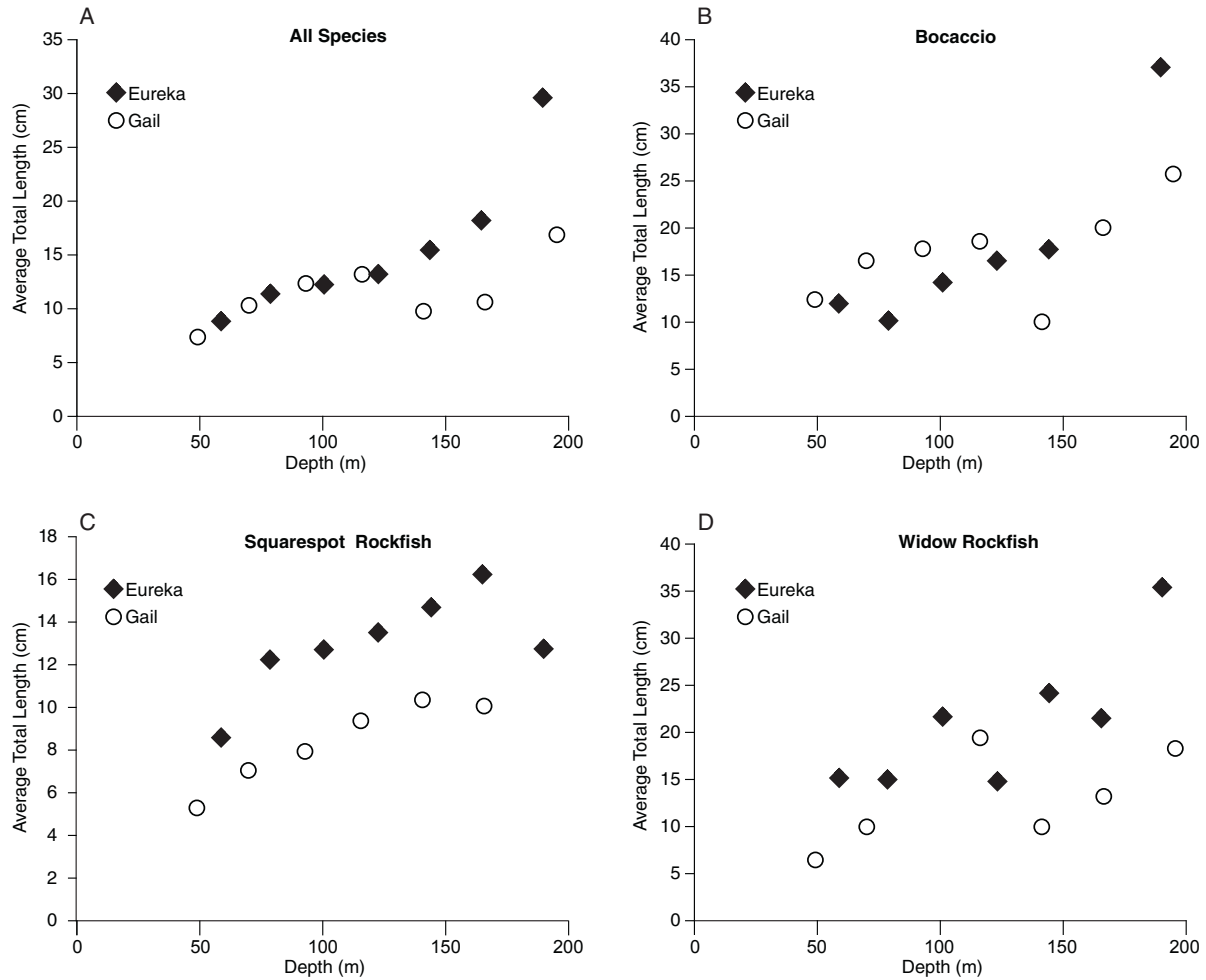 A
All Species
35
30
25
20
15
10
5
0
Average Total Length (cm)
Eureka
Gail
0 50 100 150 200
Depth (m)
B
Bocaccio
40
35
30
25
20
15
10
5
0
Average Total Length (cm)
Eureka
Gail
0 50 100 150 200
Depth (m)
C
Squarespot Rockfish
18
16
14
12
10
8
6
4
2
0
Average Total Length (cm)
Eureka
Gail
0 50 100 150 200
Depth (m)
D
Widow Rockfish
40
35
30
25
20
15
10
5
0
Average Total Length (cm)
Eureka
Gail
0 50 100 150 200
Depth (m)